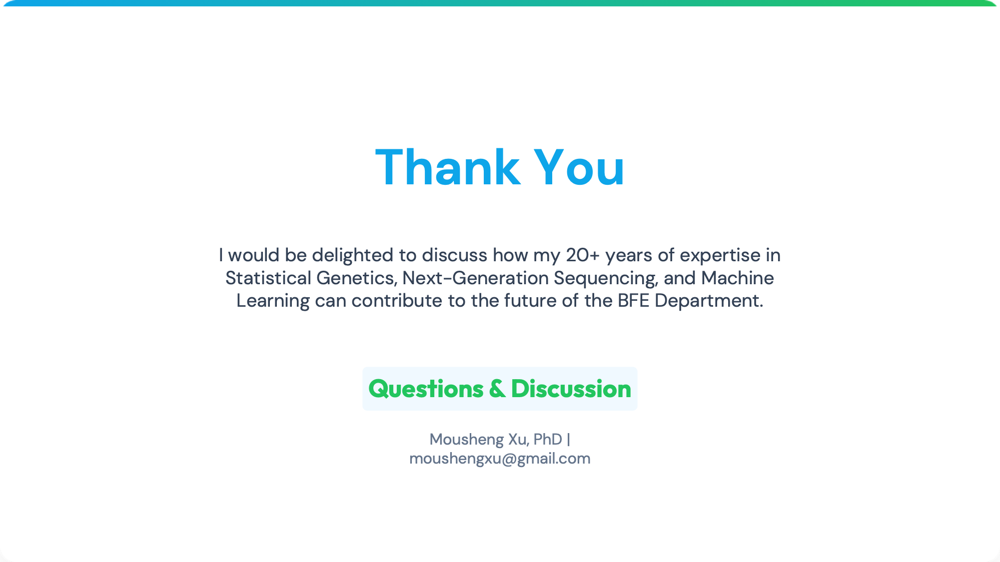 Thank You
I would be delighted to discuss how my 20+ years of expertise in
Statistical Genetics, Next-Generation Sequencing, and Machine
Learning can contribute to the future of the BFE Department.
Questions & Discussion
Mousheng Xu, PhD |
moushengxu@gmail.com